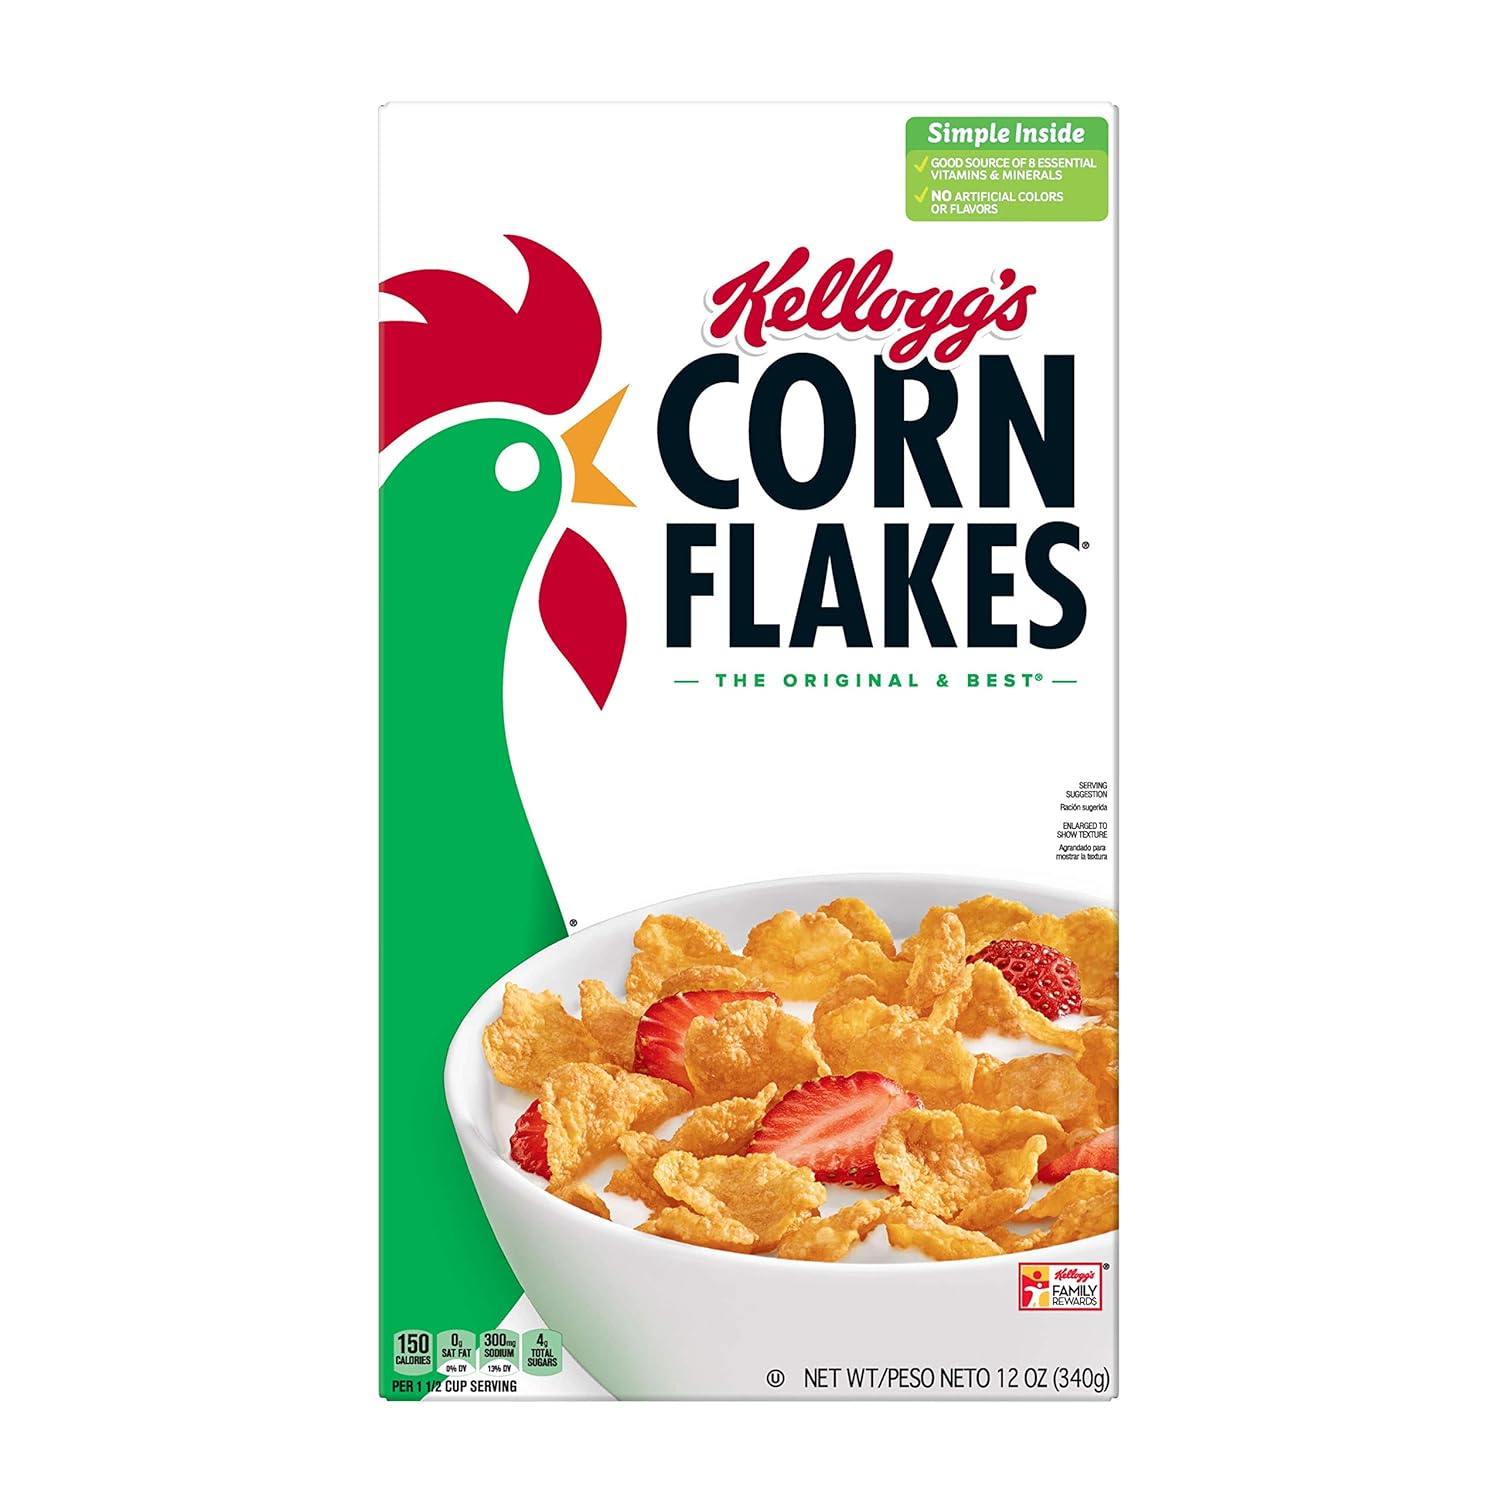 Simple Inside
GOOD SOURCE OF 8 ESSENTIAL
VITAMINS & MINERALS
NO ARTIFICIAL COLORS
OR FLAVORS
Kellogg's
CORN
FLAKES®
— THE ORIGINAL & BEST® —
SERVING
SUGGESTION
Ración sugerida
ENLARGED TO
SHOW TEXTURE
Agrandado para
mostrar la textura
®
Kellogg's ®
FAMILY
REWARDS
150
CALORIES
0g
SAT FAT
0% DV
300mg
SODIUM
13% DV
4g
TOTAL
SUGARS
PER 1 1/2 CUP SERVING
U NET WT/PESO NETO 12 OZ (340g)